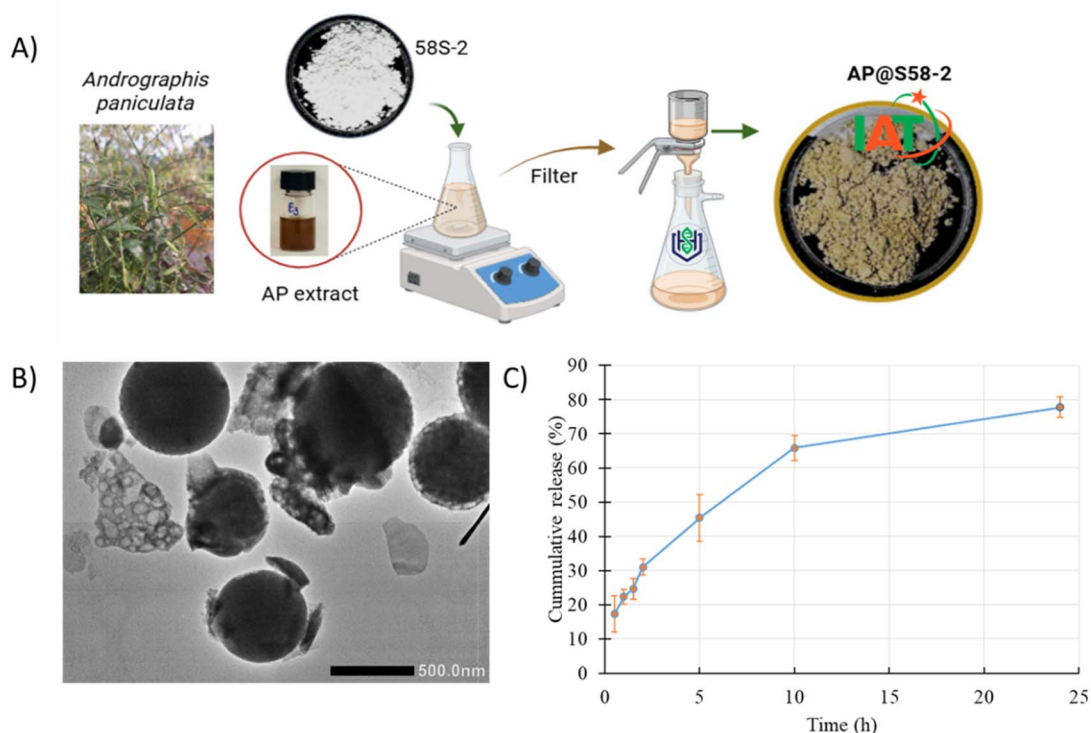 A)
Andrographis
paniculata
58S-2
E3
AP extract
Filter
AP@S58-2
IAT
B)
500.0nm
C)
Cummulative release (%)
90
80
70
60
50
40
30
20
10
0
0
5
10
15
20
25
Time (h)